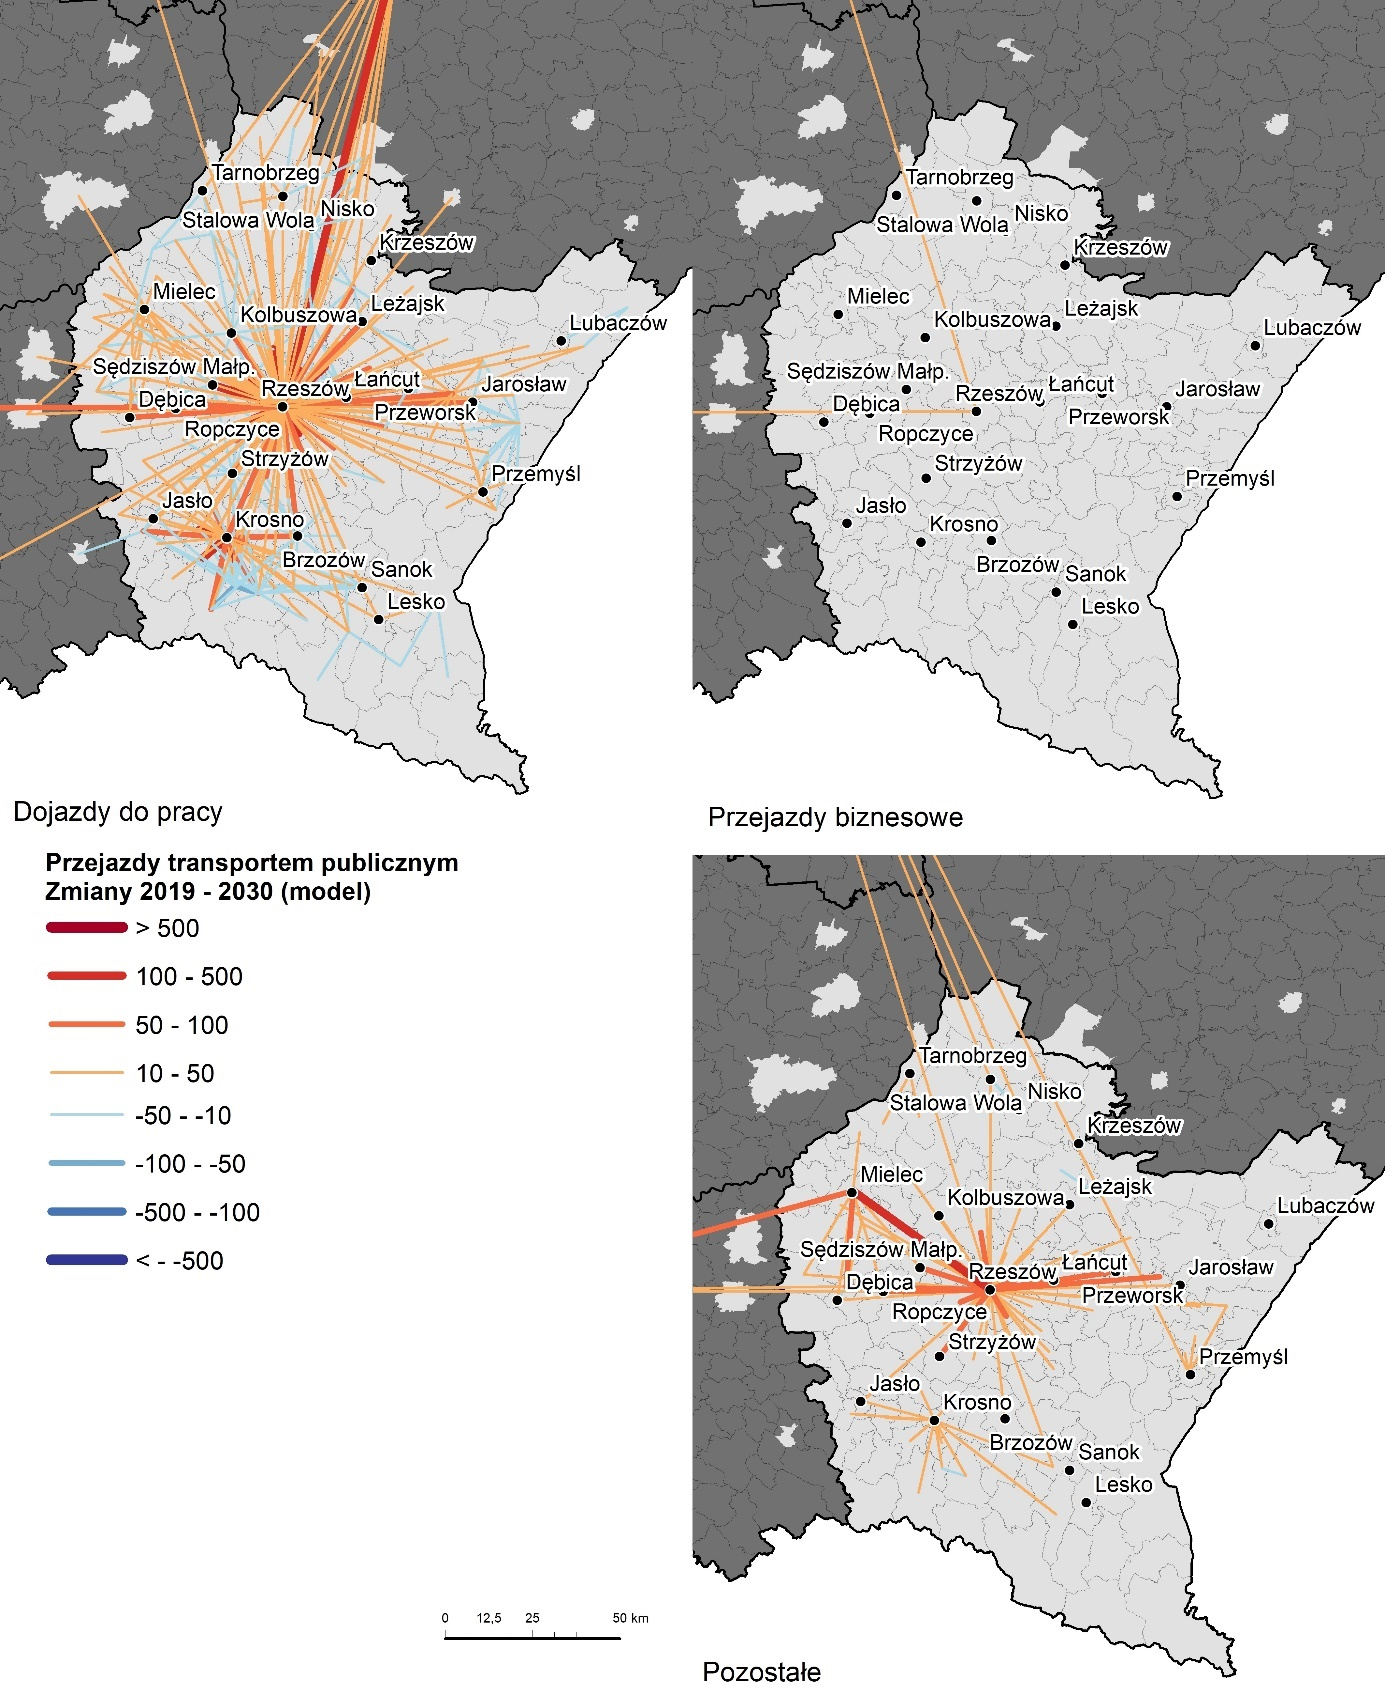 Tarnobrzeg
Stalowa Wola
Nisko
Krzeszów
Mielec
Kolbuszowa
Leżajsk
Lubaczów
Sędziszów Małp.
Rzeszów
Łańcut
Jarosław
Dębica
Przeworsk
Ropczyce
Strzyżów
Przemyśl
Jasło
Krosno
Brzozów
Sanok
Lesko
Dojazdy do pracy
Tarnobrzeg
Stalowa Wola
Nisko
Krzeszów
Mielec
Kolbuszowa
Leżajsk
Lubaczów
Sędziszów Małp.
Rzeszów
Łańcut
Jarosław
Dębica
Przeworsk
Ropczyce
Strzyżów
Przemyśl
Jasło
Krosno
Brzozów
Sanok
Lesko
Przejazdy biznesowe
Przejazdy transportem publicznym
Zmiany 2019 - 2030 (model)
> 500
100 - 500
50 - 100
10 - 50
-50 - -10
-100 - -50
-500 - -100
< - -500
0 12,5 25 50 km
Tarnobrzeg
Stalowa Wola
Nisko
Krzeszów
Mielec
Kolbuszowa
Leżajsk
Lubaczów
Sędziszów Małp.
Rzeszów
Łańcut
Jarosław
Dębica
Przeworsk
Ropczyce
Strzyżów
Przemyśl
Jasło
Krosno
Brzozów
Sanok
Lesko
Pozostałe